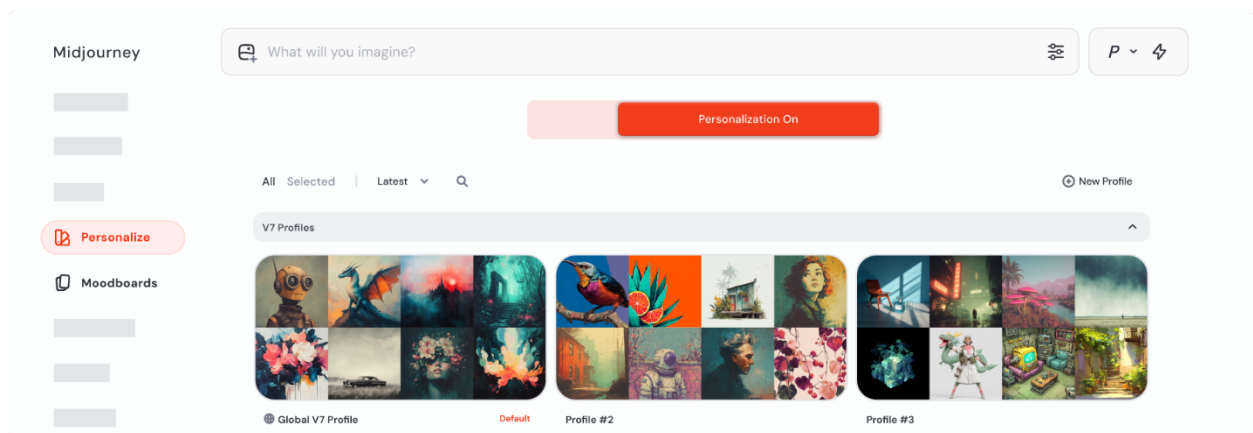 Midjourney
What will you imagine?
P
Personalization On
All Selected Latest
New Profile
V7 Profiles
Personalize
Moodboards
Global V7 Profile Default
Profile #2
Profile #3